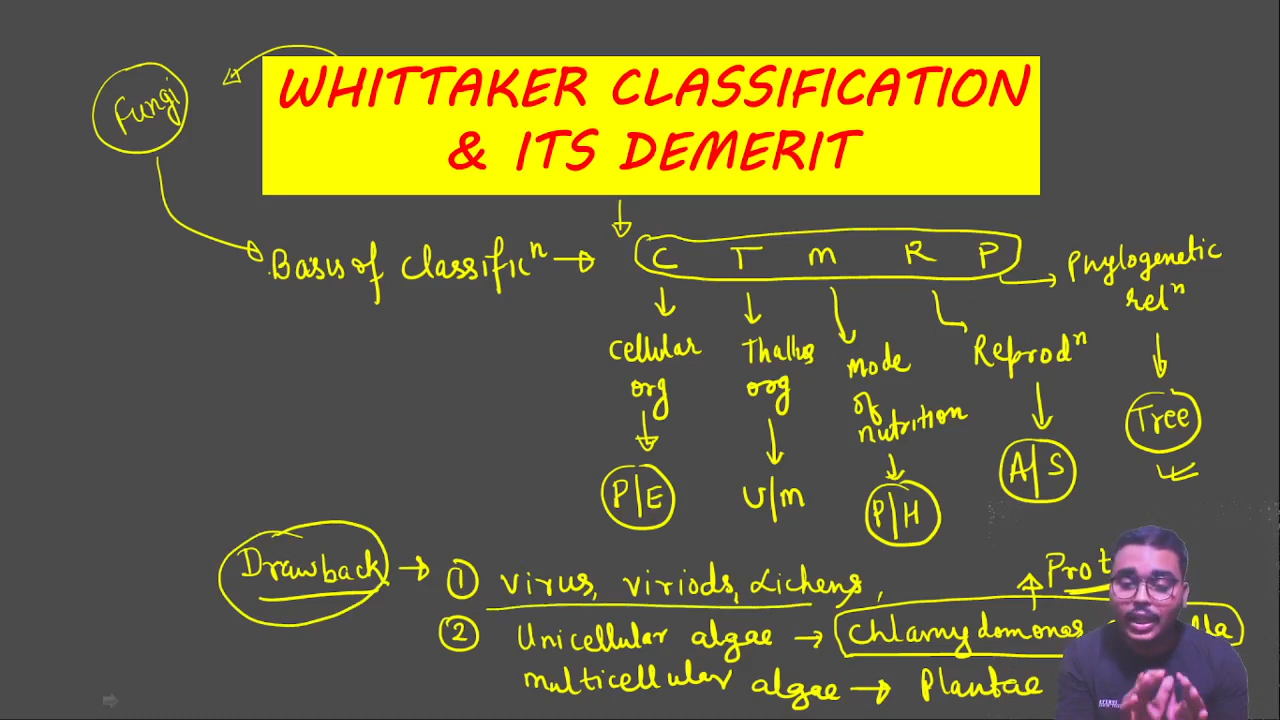 WHITTAKER CLASSIFICATION
& ITS DEMERIT
Fungi
Basis of classificⁿ → C T M R P
Phylogenetic
relⁿ
Tree
Cellular
org
P|E
Thallus
org
U/m
Mode
of
nutrition
P|H
Reprodⁿ
A|S
Drawback → ① virus, viriods, Lichens,
Prot
② Unicellular algae → Chlamydomonas
multicellular algae → Plantae